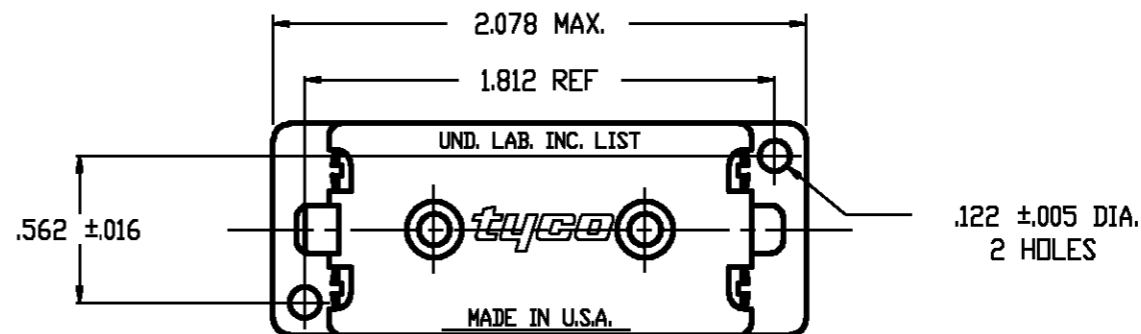 2.078 MAX.
1.812 REF
UND. LAB. INC. LIST
tyco
.562 ±.016
.122 ±.005 DIA.
2 HOLES
MADE IN U.S.A.